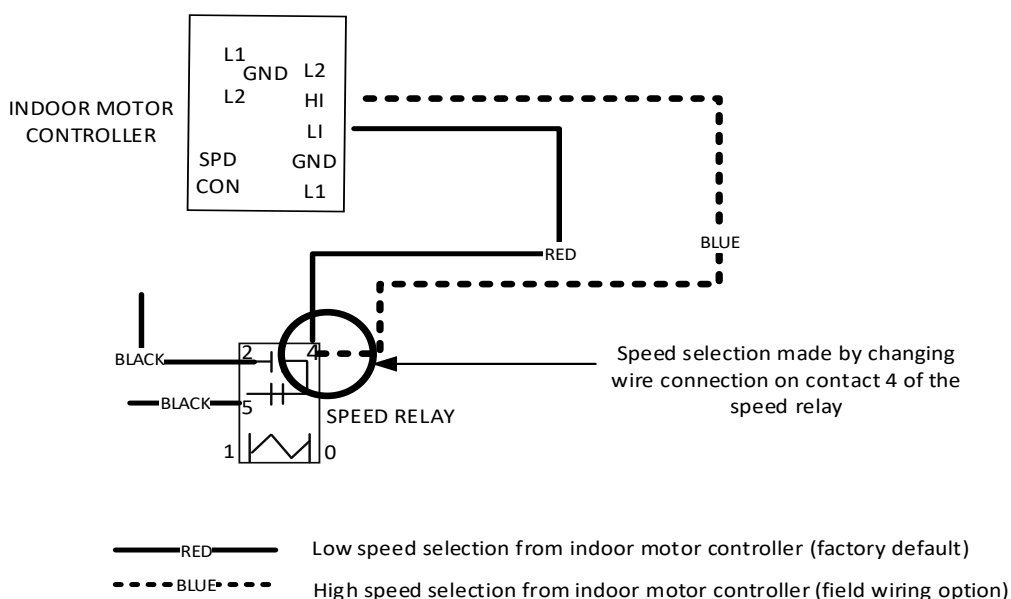 L1
GND
L2
L2
HI
INDOOR MOTOR
CONTROLLER
LI
SPD
CON
GND
L1
BLUE
RED
BLACK
2
4
Speed selection made by changing
wire connection on contact 4 of the
speed relay
BLACK
5
SPEED RELAY
1
0
RED
Low speed selection from indoor motor controller (factory default)
BLUE
High speed selection from indoor motor controller (field wiring option)